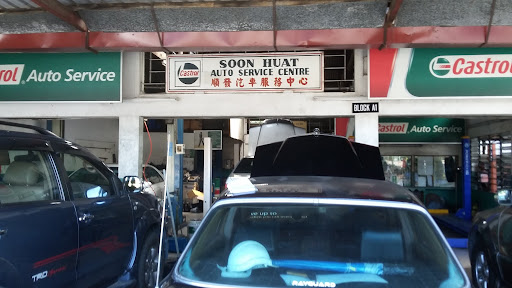 Castrol Auto Service
SOON HUAT
Castrol AUTO SERVICE CENTRE
順發汽車服務中心
Castrol
BLOCK A1
Castrol Auto Service
TRD
RAYGUARD